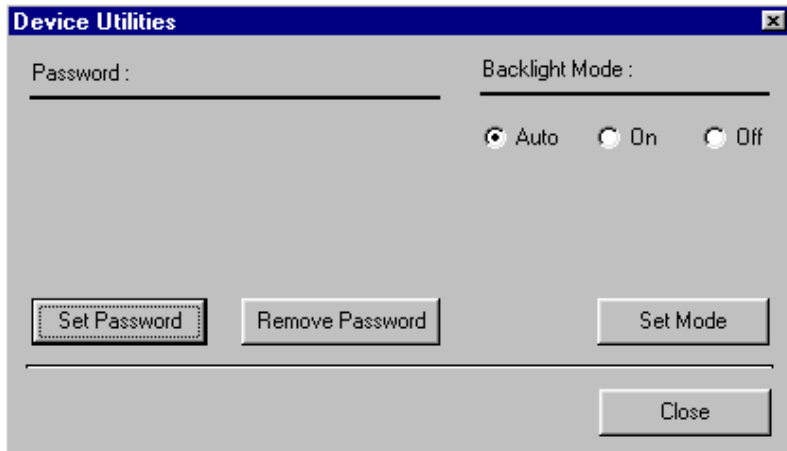 Device Utilities
Password :
Backlight Mode :
Auto On Off
Set Password Remove Password Set Mode
Close